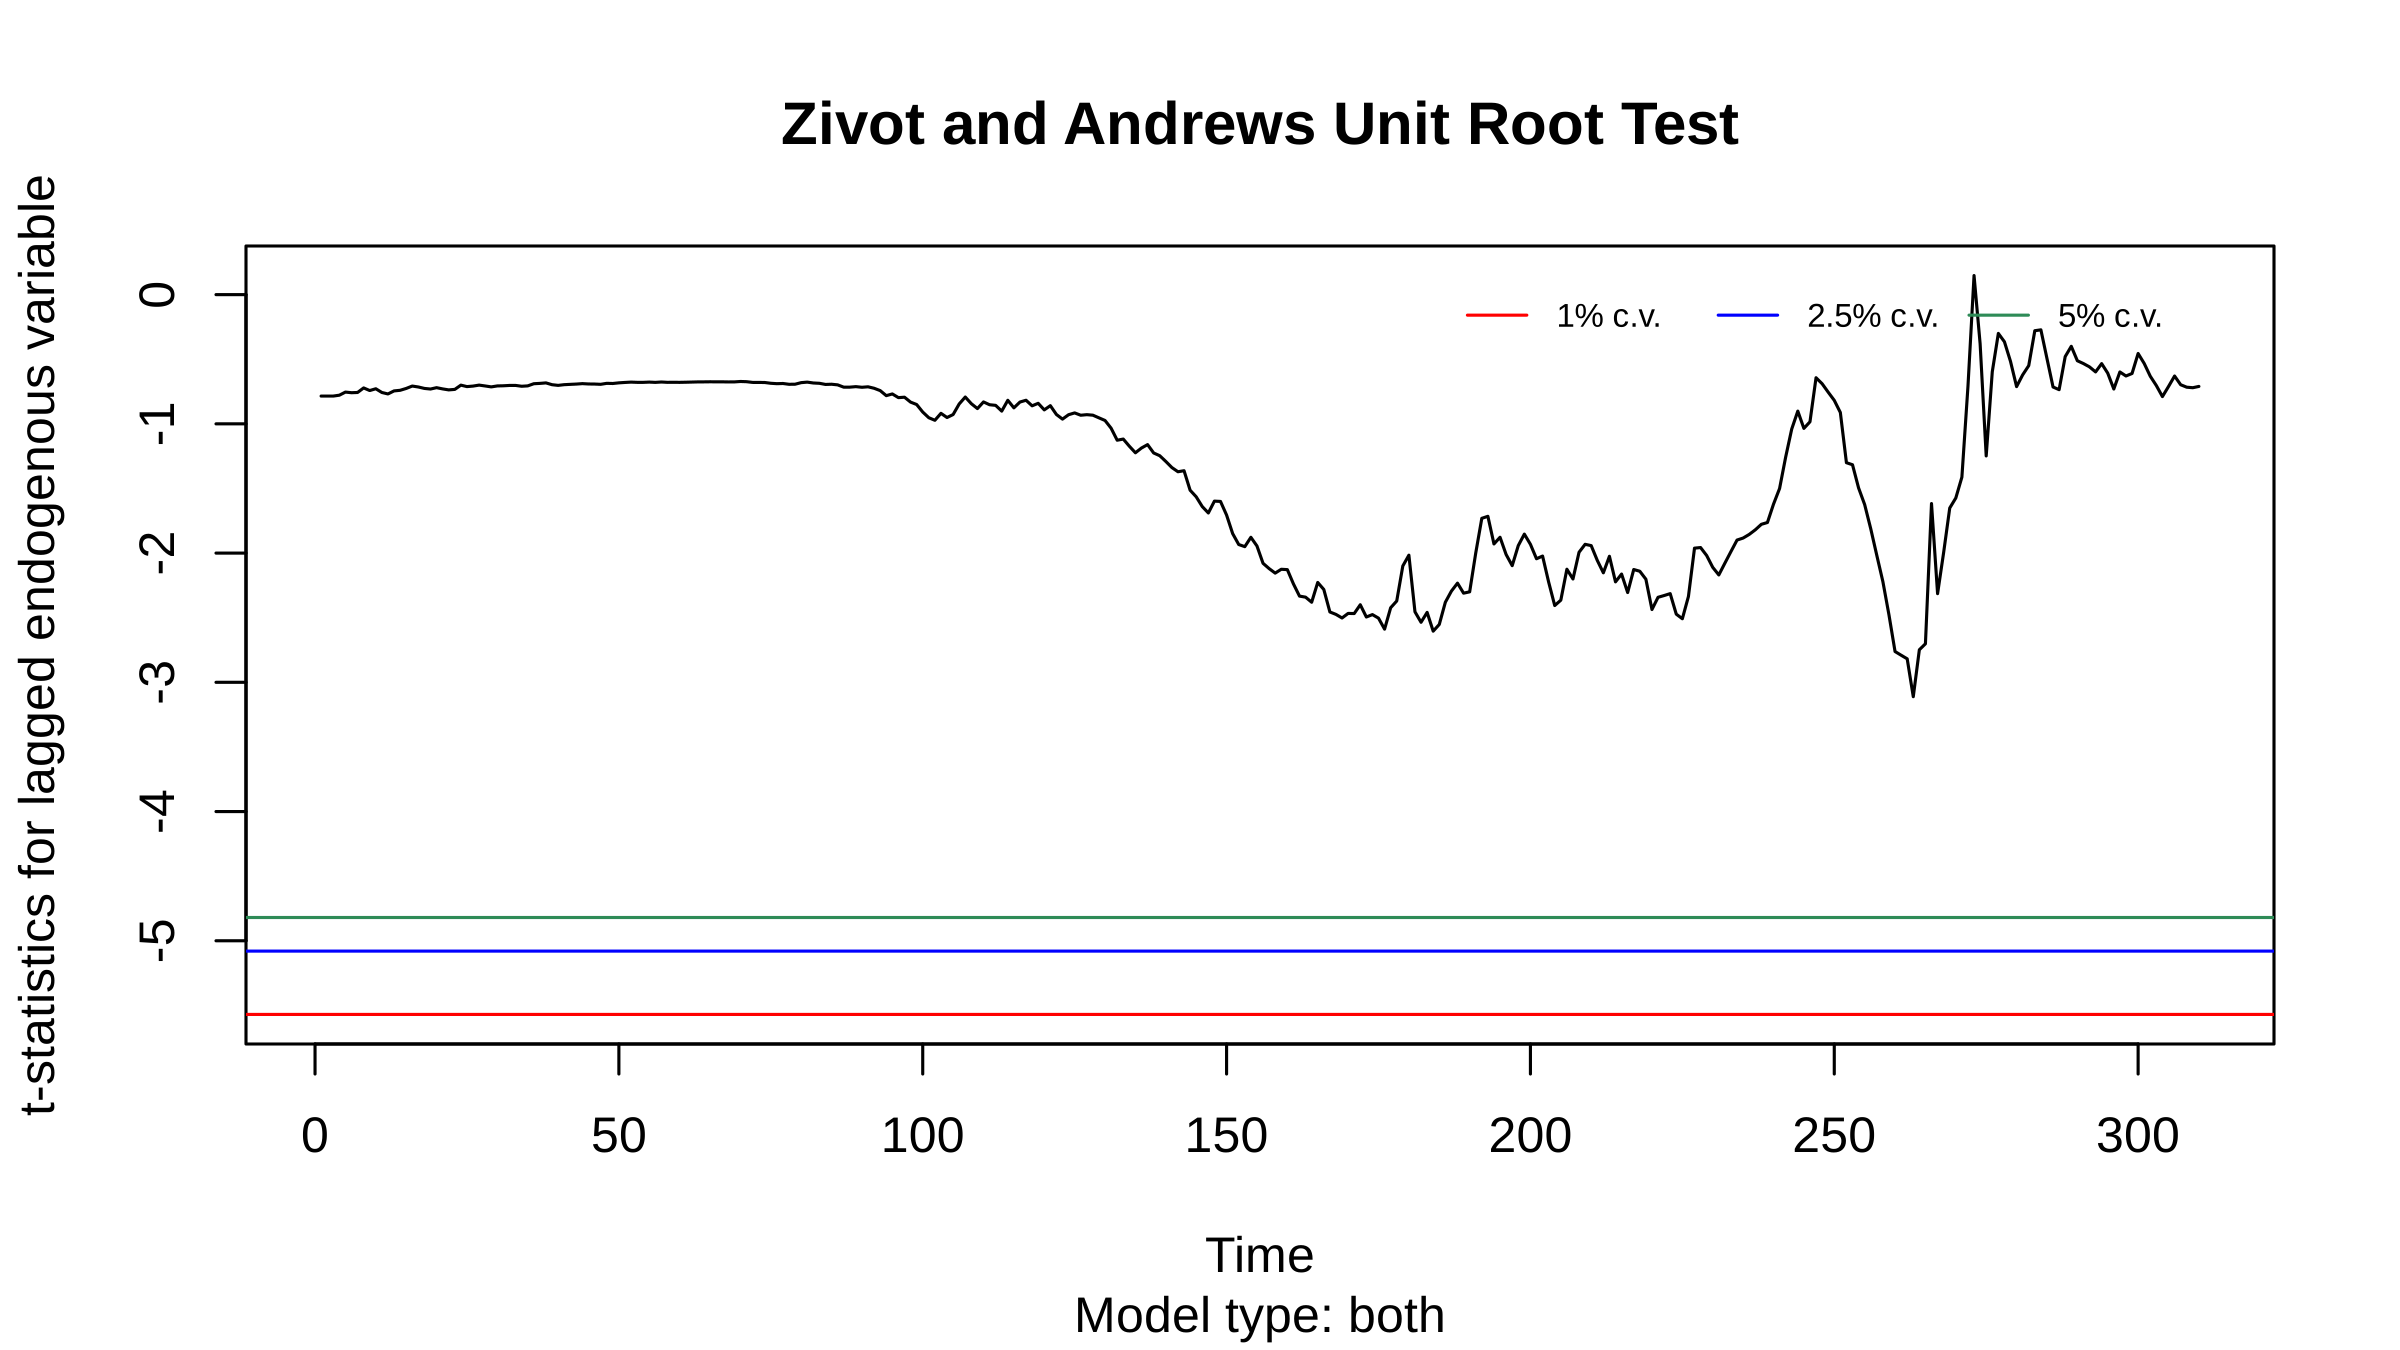 Zivot and Andrews Unit Root Test
t-statistics for lagged endogenous variable
0
-1
-2
-3
-4
-5
1% c.v.
2.5% c.v.
5% c.v.
0 50 100 150 200 250 300
Time
Model type: both